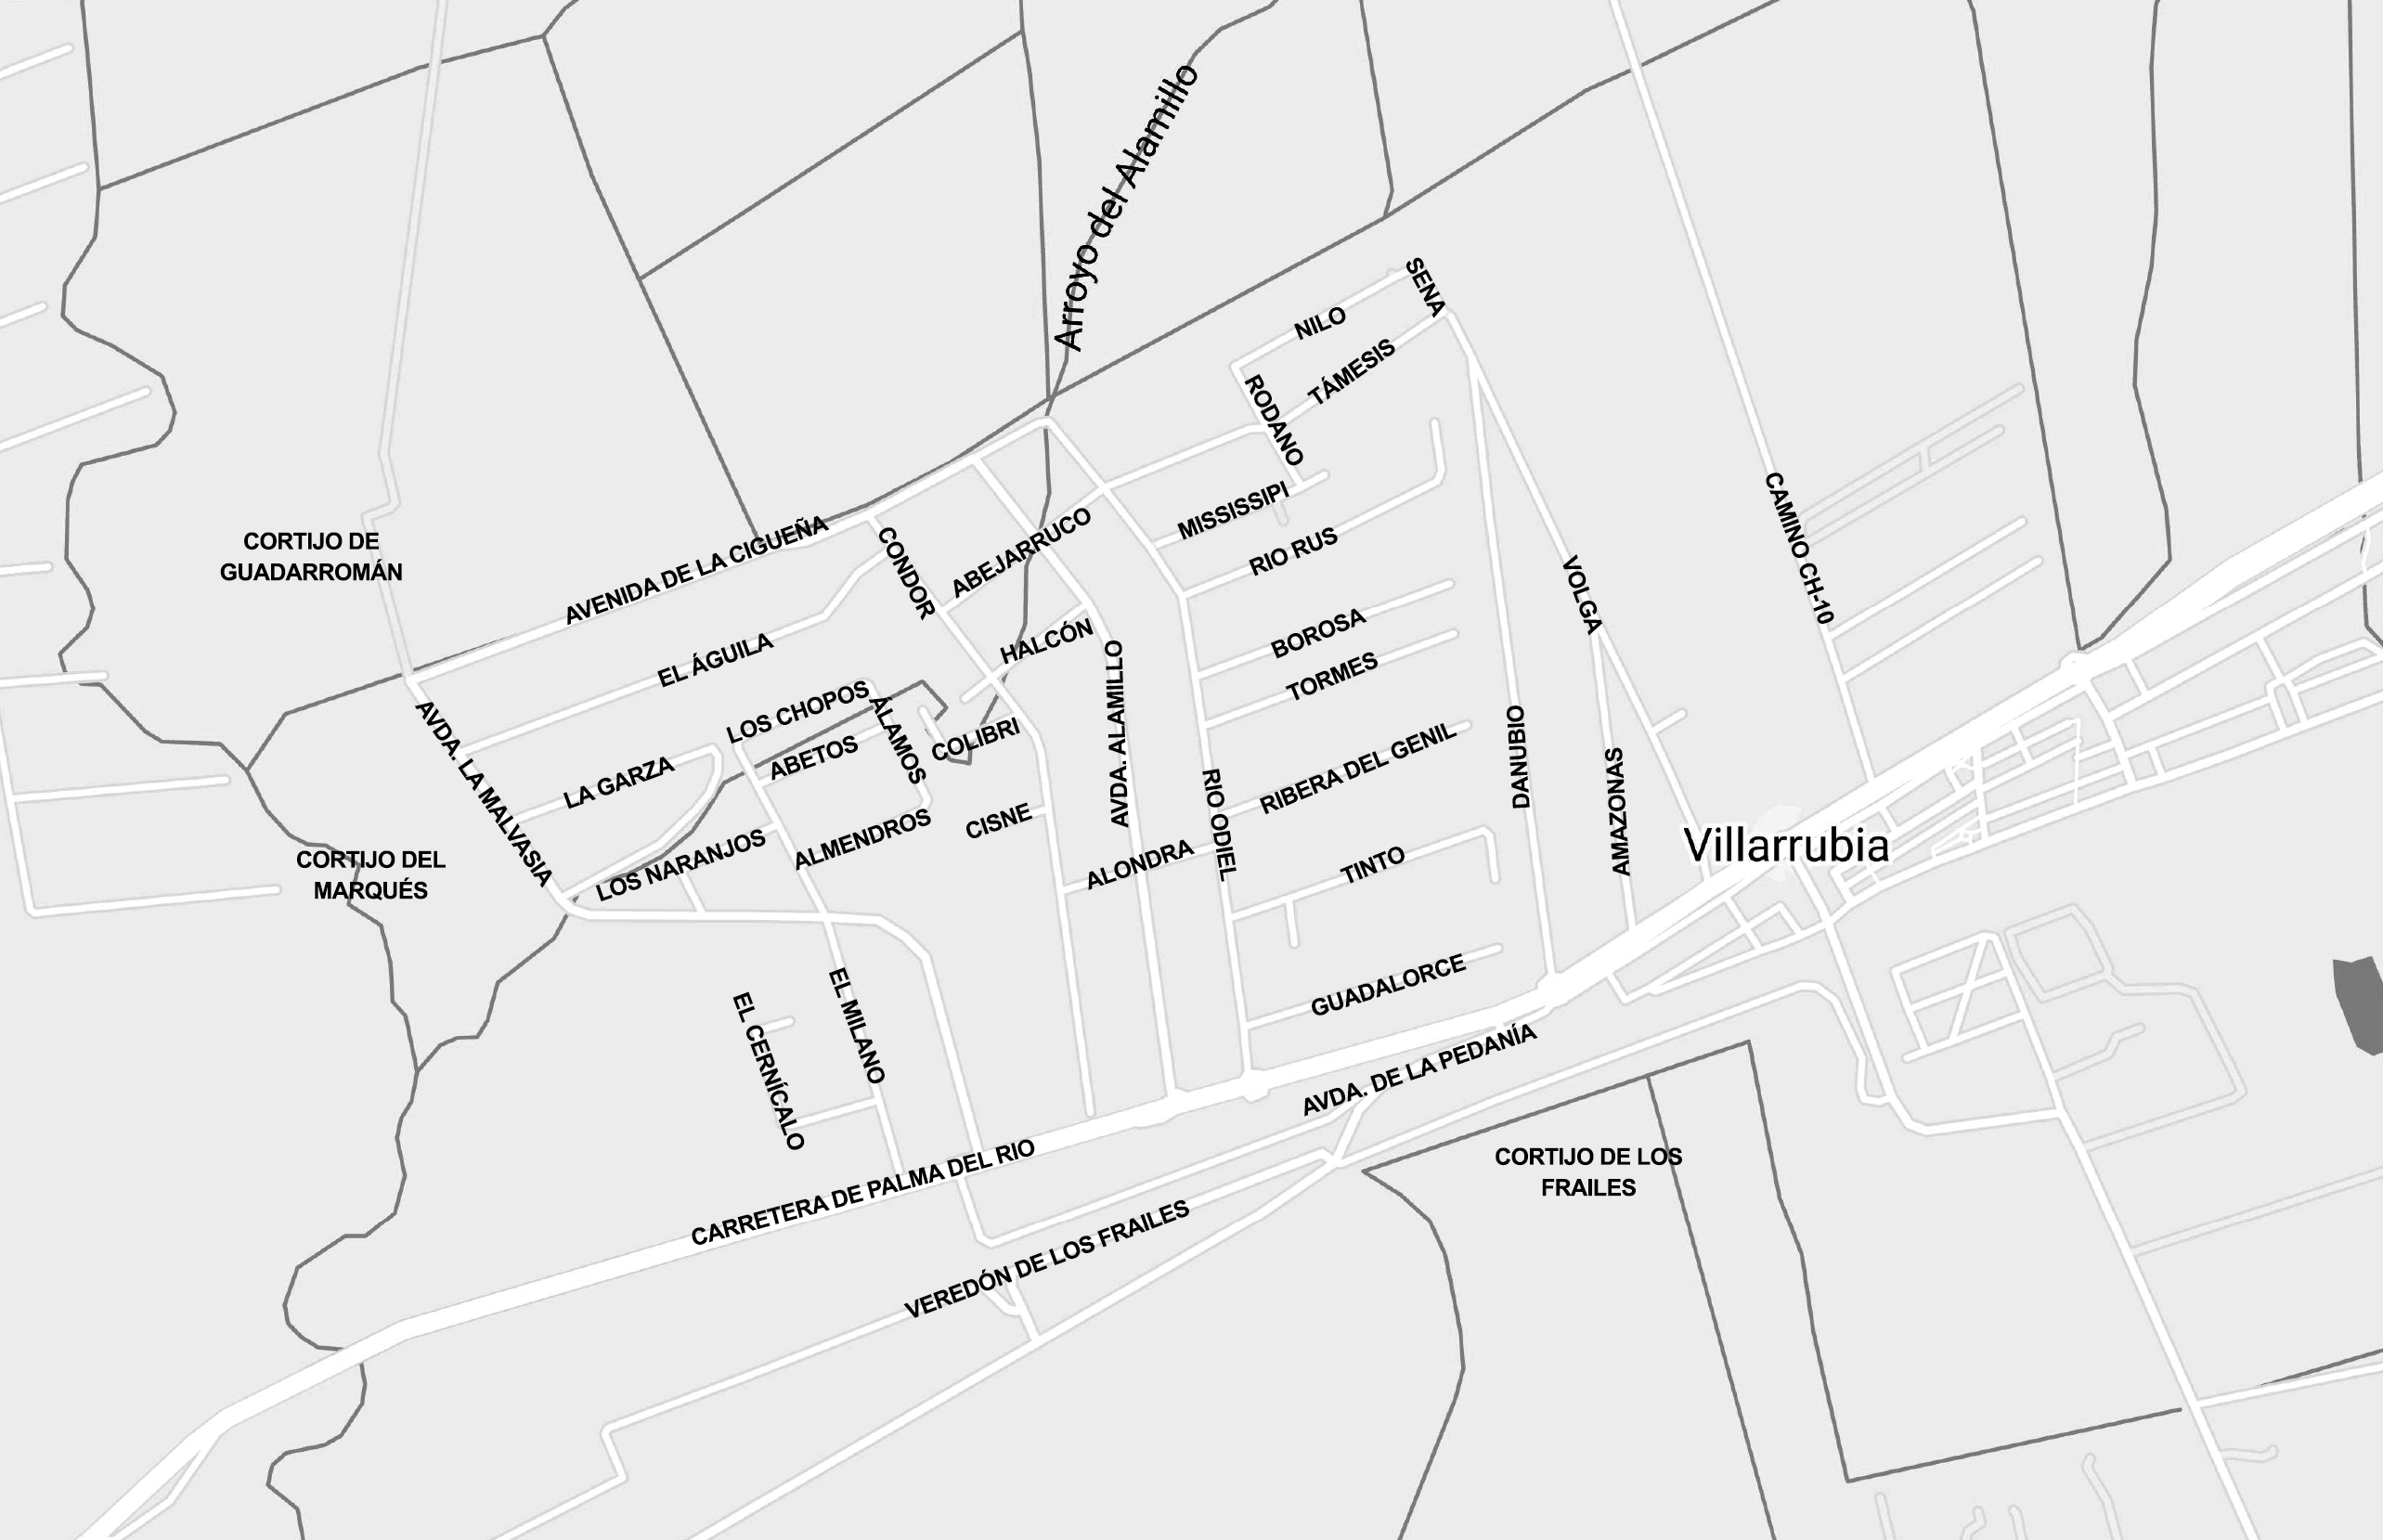 Arroyo del Alamillo
SENA
NILO
TÁMESIS
RODANO
MISSISSIPI
RIO RUS
CAMINO CH-10
CORTIJO DE
GUADARROMÁN
AVENIDA DE LA CIGUEÑA
CONDOR
ABEJARRUCO
VOLGA
BOROSA
TORMES
HALCÓN
EL ÁGUILA
LOS CHOPOS
ÁLAMOS
ABETOS
COLIBRI
AVDA. ALAMILLO
AVDA. LA MALVASIA
LA GARZA
RIBERA DEL GENIL
DANUBIO
AMAZONAS
RIO ODIEL
CISNE
ALMENDROS
LOS NARANJOS
ALONDRA
TINTO
Villarrubia
CORTIJO DEL
MARQUÉS
GUADALORCE
EL MILANO
EL CERNÍCALO
AVDA. DE LA PEDANÍA
CARRETERA DE PALMA DEL RIO
VEREDÓN DE LOS FRAILES
CORTIJO DE LOS
FRAILES